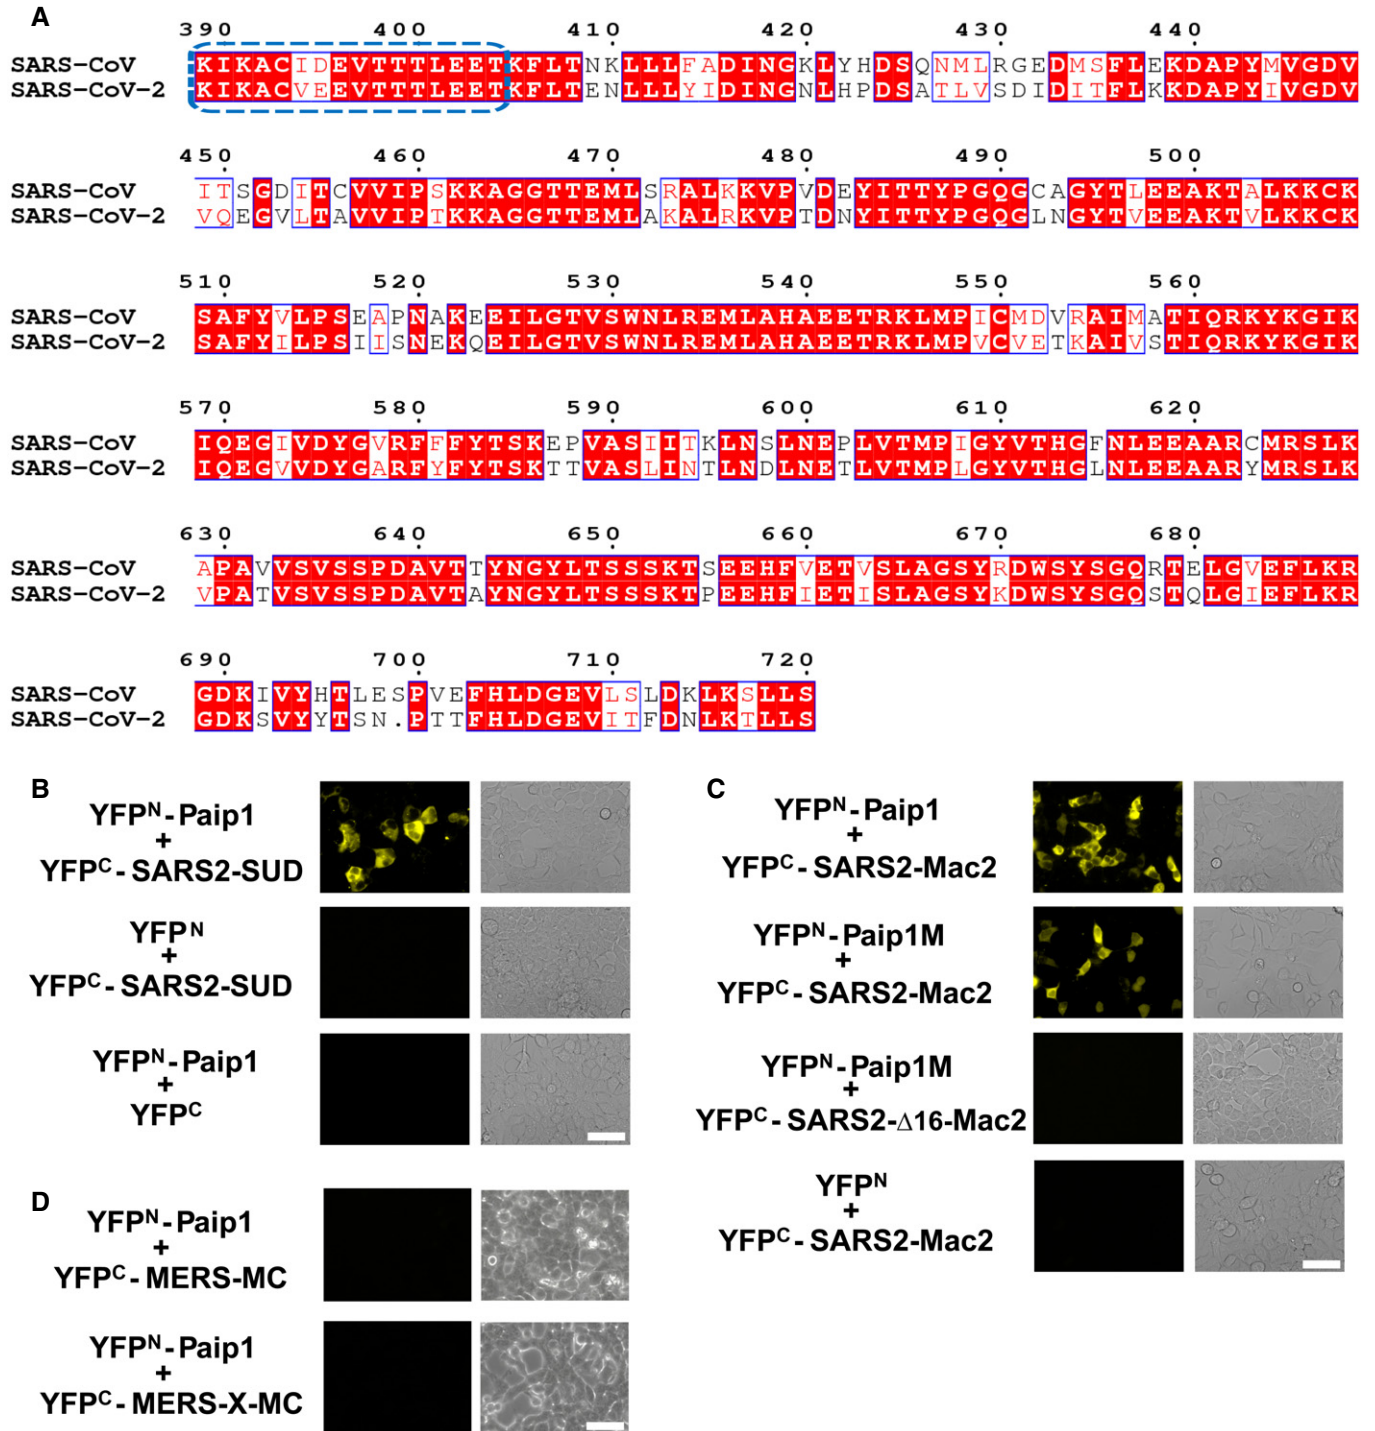 A
390 400 410 420 430 440
SARS-CoV KIKACIDEVTTTLEETKFLTNKLLLFADINGKLYHDSQNMLRGEDMSFLEKDAPYMVGDV
SARS-CoV-2 KIKACVEEVTTTLEETKFLTENLLLYIDINGNLHPDSATLVSDIDITFLKKDAPYIVGDV
450 460 470 480 490 500
SARS-CoV ITSGDITCVVIPSKKAGGTTEMLSRALKKVPVDEYITTYPGQGCAGYTLEEAKTALKKCK
SARS-CoV-2 VQEGVLTAVVIPTKKAGGTTEMLAKALRKVPTDNYITTYPGQGLNGYTVEEAKTVLKKCK
510 520 530 540 550 560
SARS-CoV SAFYVLPSEAPNAKEEILGTVSWNLREMLAHAEETRKLMPICMDVRAIMATIQRKYKGIK
SARS-CoV-2 SAFYILPSIISNEKQEILGTVSWNLREMLAHAEETRKLMPVCVETKAIVSTIQRKYKGIK
570 580 590 600 610 620
SARS-CoV IQEGIVDYGVRFFFYTSKEPVASIITKLNSLNEPLVTMPIGYVTHGFNLEEAARCMRSLK
SARS-CoV-2 IQEGVVDYGARFYFYTSKTTVASLINTLNDLNETLVTMPLGYVTHGLNLEEAARYMRSLK
630 640 650 660 670 680
SARS-CoV APAVVSVSSPDAVTTYNGYLTSSSKTSEEHFVETVSLAGSYRDWSYSGQRTELGVEFLKR
SARS-CoV-2 VPATVSVSSPDAVTAYNGYLTSSSKTPEEHFIETISLAGSYKDWSYSGQSTQLGIEFLKR
690 700 710 720
SARS-CoV GDKIVYHTLESPVEFHLDGEVLSLDKLKSLLS
SARS-CoV-2 GDKSVYYTSN.PTTFHLDGEVITFDNLKTLLS
B
YFPᴺ-Paip1
+
YFPᶜ-SARS2-SUD
YFPᴺ
+
YFPᶜ-SARS2-SUD
YFPᴺ-Paip1
+
YFPᶜ
C
YFPᴺ-Paip1
+
YFPᶜ-SARS2-Mac2
YFPᴺ-Paip1M
+
YFPᶜ-SARS2-Mac2
YFPᴺ-Paip1M
+
YFPᶜ-SARS2-Δ16-Mac2
YFPᴺ
+
YFPᶜ-SARS2-Mac2
D
YFPᴺ-Paip1
+
YFPᶜ-MERS-MC
YFPᴺ-Paip1
+
YFPᶜ-MERS-X-MC